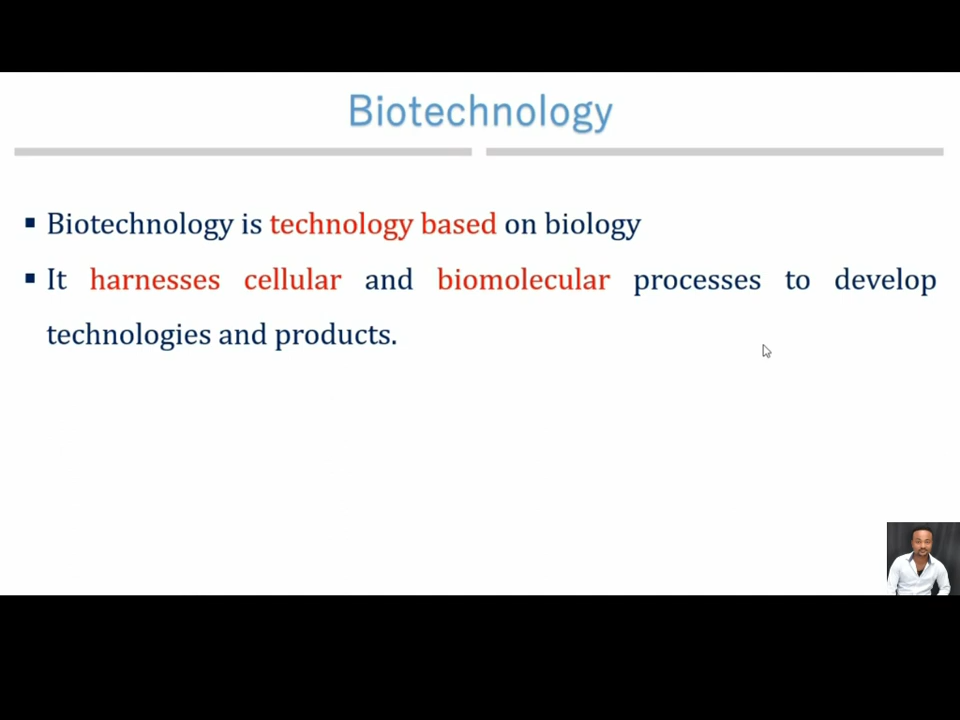 Biotechnology
▪ Biotechnology is technology based on biology
▪ It harnesses cellular and biomolecular processes to develop
technologies and products.